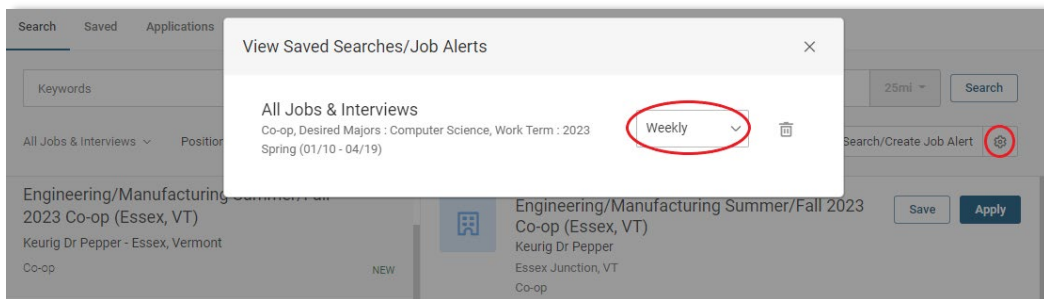 Search Saved Applications
View Saved Searches/Job Alerts
Keywords
25mi
Search
All Jobs & Interviews
Co-op, Desired Majors : Computer Science, Work Term : 2023
Spring (01/10 - 04/19)
Weekly
All Jobs & Interviews
Position
Search/Create Job Alert
Engineering/Manufacturing Summer/Fall
2023 Co-op (Essex, VT)
Keurig Dr Pepper - Essex, Vermont
Co-op
NEW
Engineering/Manufacturing Summer/Fall 2023
Co-op (Essex, VT)
Keurig Dr Pepper
Essex Junction, VT
Co-op
Save
Apply